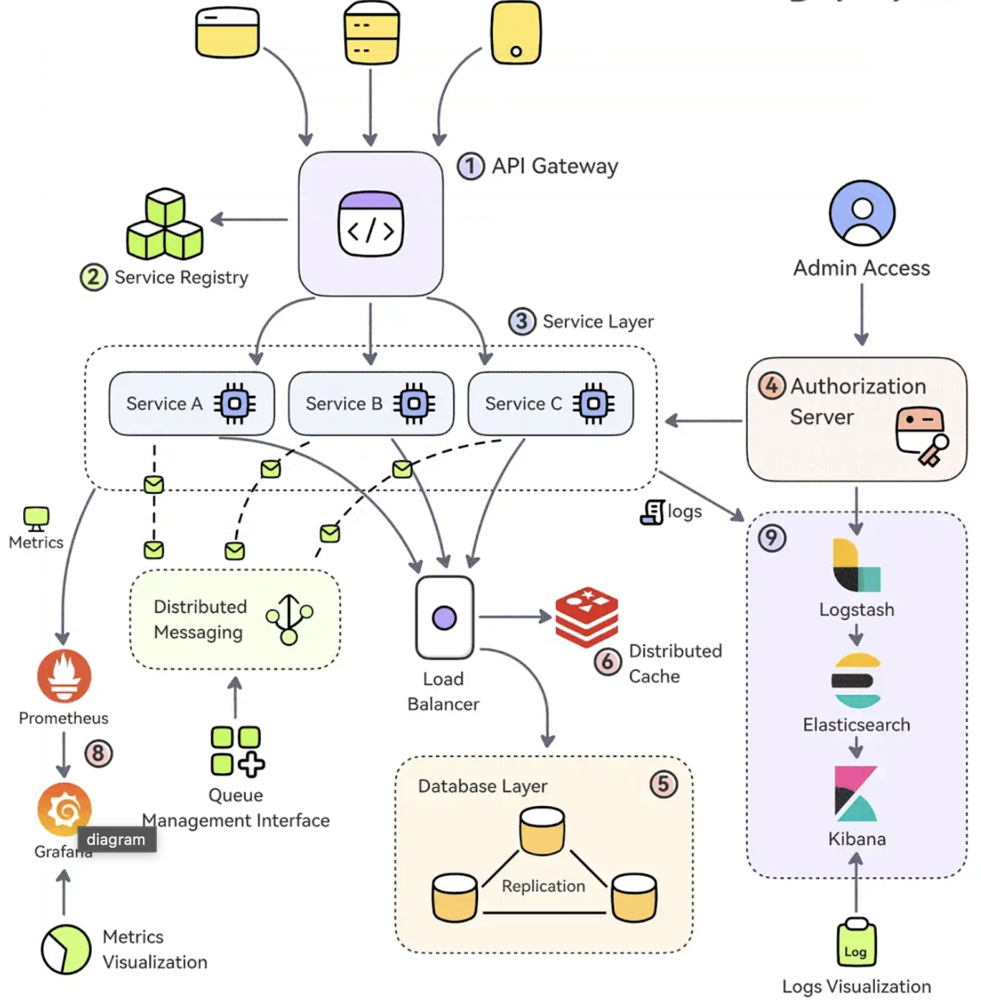 1 API Gateway
2 Service Registry
Admin Access
3 Service Layer
Service A
Service B
Service C
4 Authorization
Server
Metrics
logs
9
Distributed
Messaging
Logstash
Load
Balancer
6 Distributed
Cache
Prometheus
8
Elasticsearch
Queue
Management Interface
Database Layer
5
Kibana
diagram
Grafana
Replication
Metrics
Visualization
Log
Logs Visualization